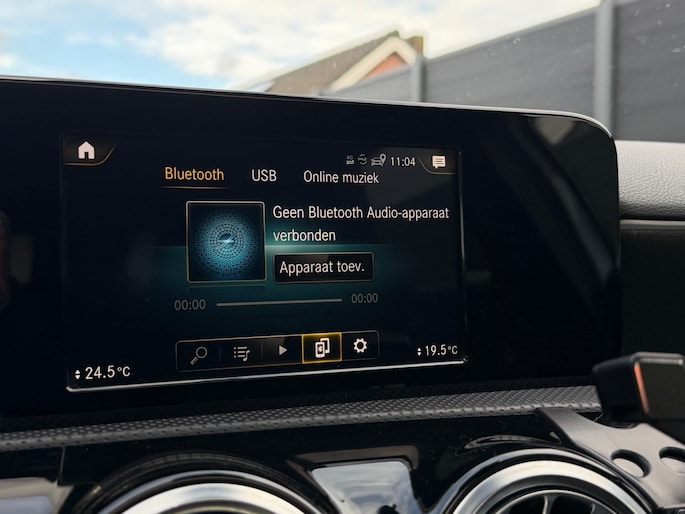 4G 11:04
Bluetooth USB Online muziek
Geen Bluetooth Audio-apparaat
verbonden
Apparaat toev.
00:00 00:00
24.5°C 19.5°C